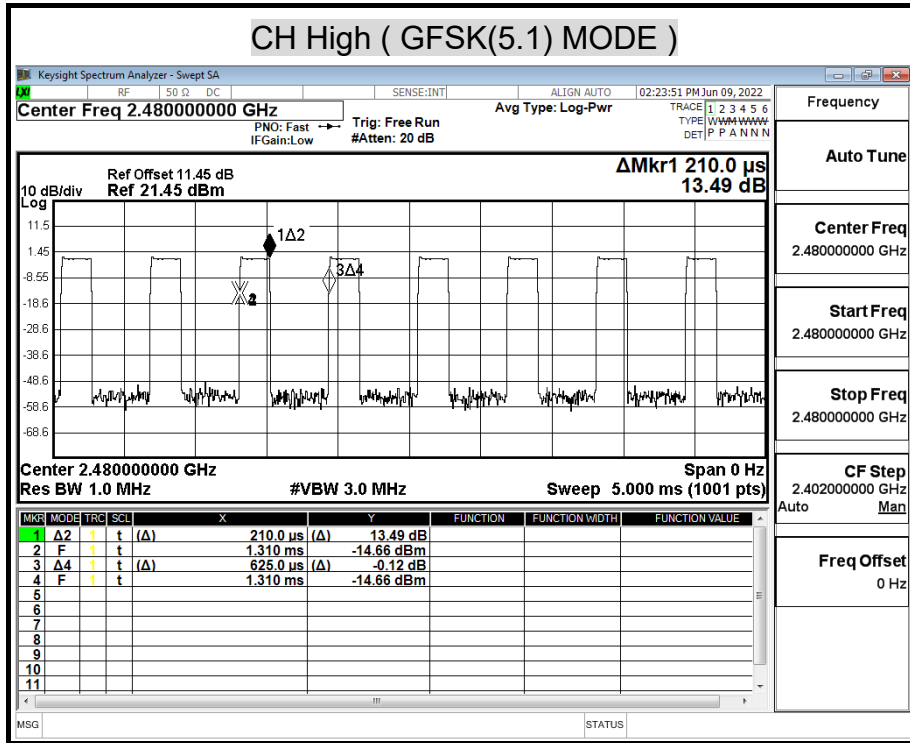 CH High ( GFSK(5.1) MODE )
Keysight Spectrum Analyzer - Swept SA
LXI RF 50 Ω DC SENSE:INT ALIGN AUTO 02:23:51 PM Jun 09, 2022
Center Freq 2.480000000 GHz
PNO: Fast
IFGain:Low
Trig: Free Run
#Atten: 20 dB
Avg Type: Log-Pwr
TRACE 1 2 3 4 5 6
TYPE WWMWWWW
DET P P A N N N
ΔMkr1 210.0 µs
13.49 dB
Ref Offset 11.45 dB
10 dB/div Ref 21.45 dBm
Log
11.5
1.45
-8.55
-18.6
-28.6
-38.6
-48.6
-58.6
-68.6
1Δ2
3Δ4
2
Center 2.480000000 GHz Span 0 Hz
Res BW 1.0 MHz #VBW 3.0 MHz Sweep 5.000 ms (1001 pts)
MKR MODE TRC SCL X Y FUNCTION FUNCTION WIDTH FUNCTION VALUE
1 Δ2 1 t (Δ) 210.0 µs (Δ) 13.49 dB
2 F 1 t 1.310 ms -14.66 dBm
3 Δ4 1 t (Δ) 625.0 µs (Δ) -0.12 dB
4 F 1 t 1.310 ms -14.66 dBm
5
6
7
8
9
10
11
MSG STATUS
Frequency
Auto Tune
Center Freq
2.480000000 GHz
Start Freq
2.480000000 GHz
Stop Freq
2.480000000 GHz
CF Step
2.402000000 GHz
Auto Man
Freq Offset
0 Hz